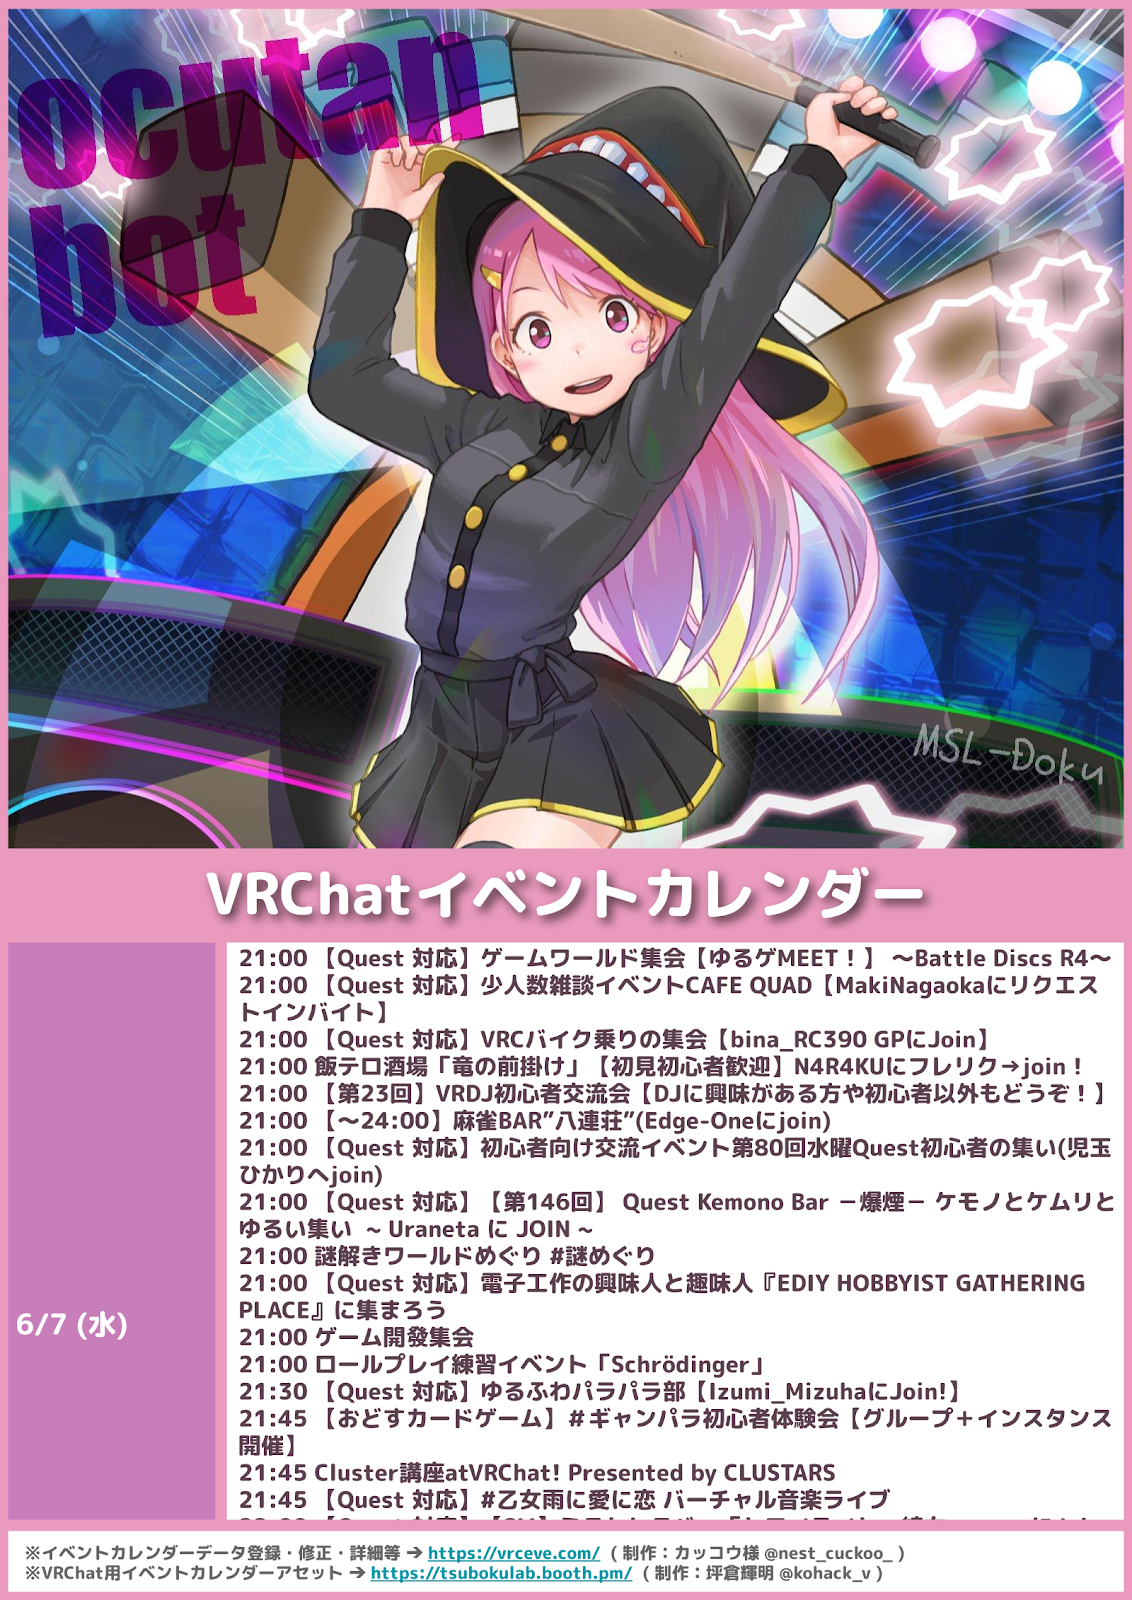 ocutan
bot
MSL-Doku
VRChatイベントカレンダー
6/7 (水)
21:00 【Quest 対応】ゲームワールド集会【ゆるゲMEET！】 ～Battle Discs R4～
21:00 【Quest 対応】少人数雑談イベントCAFE QUAD【MakiNagaokaにリクエス
トインバイト】
21:00 【Quest 対応】VRCバイク乗りの集会【bina_RC390 GPにJoin】
21:00 飯テロ酒場「竜の前掛け」【初見初心者歓迎】N4R4KUにフレリク→join！
21:00 【第23回】VRDJ初心者交流会【DJに興味がある方や初心者以外もどうぞ！】
21:00 【～24:00】麻雀BAR”八連荘”(Edge-Oneにjoin)
21:00 【Quest 対応】初心者向け交流イベント第80回水曜Quest初心者の集い(児玉
ひかりへjoin)
21:00 【Quest 対応】【第146回】 Quest Kemono Bar －爆煙－ ケモノとケムリと
ゆるい集い ~ Uraneta に JOIN ~
21:00 謎解きワールドめぐり #謎めぐり
21:00 【Quest 対応】電子工作の興味人と趣味人『EDIY HOBBYIST GATHERING
PLACE』に集まろう
21:00 ゲーム開発集会
21:00 ロールプレイ練習イベント「Schrödinger」
21:30 【Quest 対応】ゆるふわパラパラ部【Izumi_MizuhaにJoin!】
21:45 【おどすカードゲーム】＃ギャンパラ初心者体験会【グループ＋インスタンス
開催】
21:45 Cluster講座atVRChat! Presented by CLUSTARS
21:45 【Quest 対応】#乙女雨に愛に恋 バーチャル音楽ライブ
※イベントカレンダーデータ登録・修正・詳細等 ➔ https://vrceve.com/ ( 制作：カッコウ様 @nest_cuckoo_ )
※VRChat用イベントカレンダーアセット ➔ https://tsubokulab.booth.pm/ ( 制作：坪倉輝明 @kohack_v )